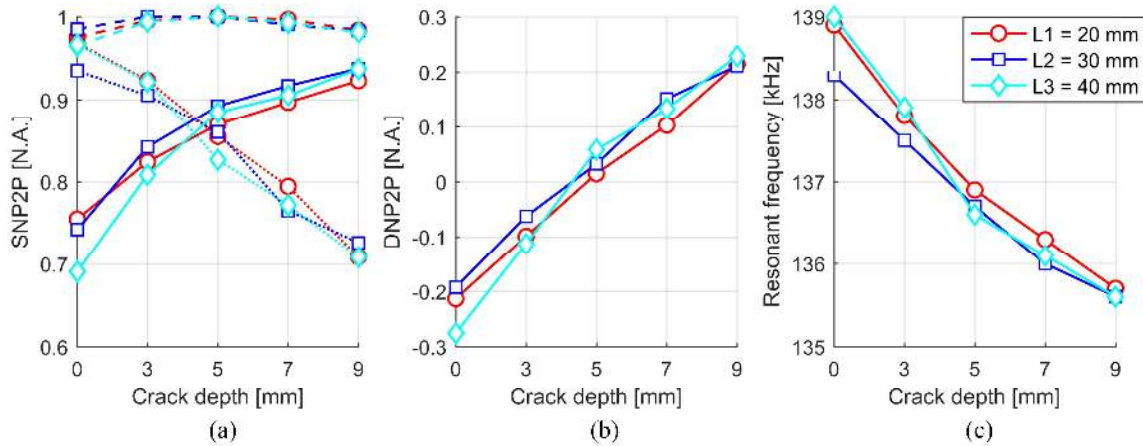 1
0.9
0.8
0.7
0.6
SNP2P [N.A.]
0 3 5 7 9
Crack depth [mm]
(a)
0.3
0.2
0.1
0
-0.1
-0.2
-0.3
DNP2P [N.A.]
0 3 5 7 9
Crack depth [mm]
(b)
139
138
137
136
135
Resonant frequency [kHz]
0 3 5 7 9
Crack depth [mm]
(c)
L1 = 20 mm
L2 = 30 mm
L3 = 40 mm